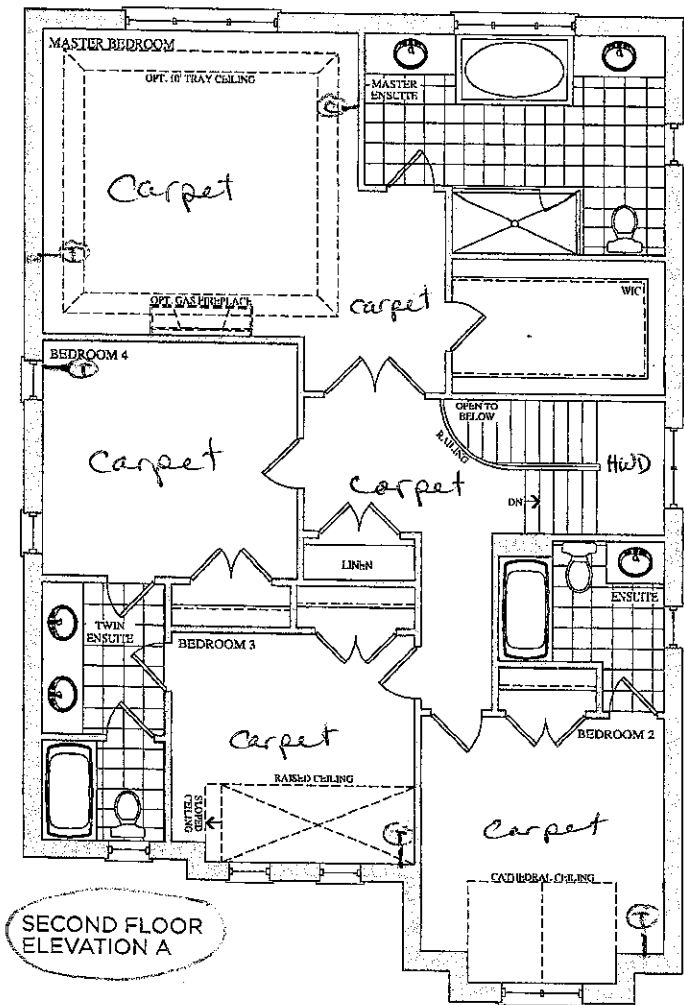 MASTER BEDROOM
OPT. 10' TRAY CEILING
MASTER
ENSUITE
Carpet
T
T
OPT. GAS FIREPLACE
carpet
WIC
BEDROOM 4
T
OPEN TO
BELOW
RAILING
Carpet
Carpet
HWD
DN
LINEN
ENSUITE
TWIN
ENSUITE
BEDROOM 3
BEDROOM 2
Carpet
RAISED CEILING
SLOPED
CEILING
Carpet
T
CATHEDRAL CEILING
T
SECOND FLOOR
ELEVATION A